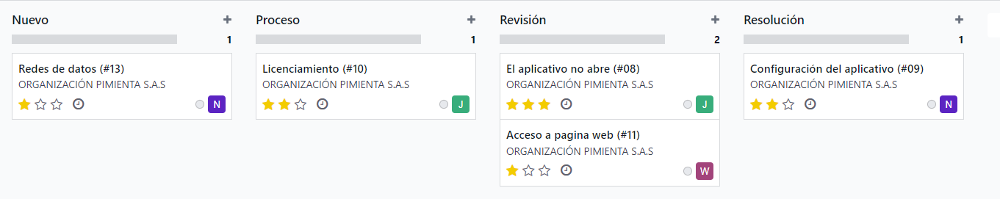 Nuevo +
1
Redes de datos (#13)
ORGANIZACIÓN PIMIENTA S.A.S
N
Proceso +
1
Licenciamiento (#10)
ORGANIZACIÓN PIMIENTA S.A.S
J
Revisión +
2
El aplicativo no abre (#08)
ORGANIZACIÓN PIMIENTA S.A.S
J
Acceso a pagina web (#11)
ORGANIZACIÓN PIMIENTA S.A.S
W
Resolución +
1
Configuración del aplicativo (#09)
ORGANIZACIÓN PIMIENTA S.A.S
N